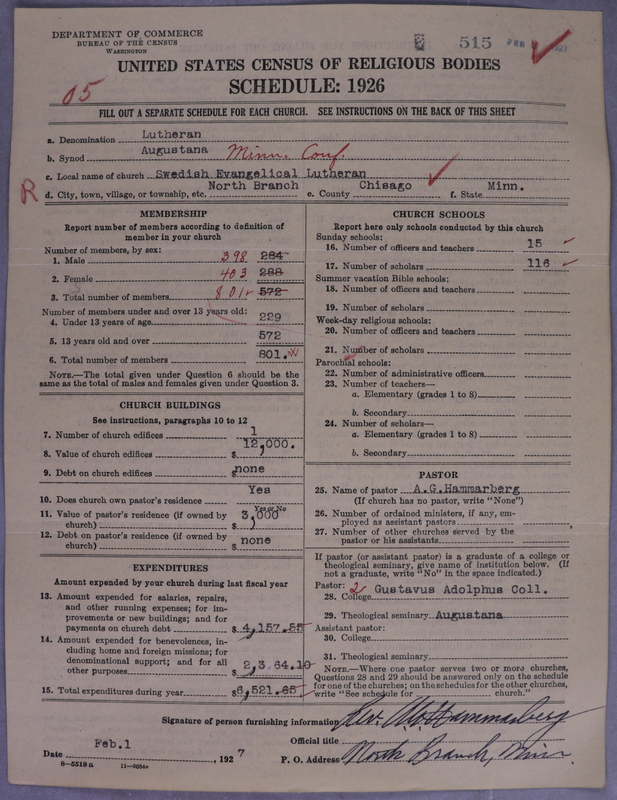 DEPARTMENT OF COMMERCE
BUREAU OF THE CENSUS
WASHINGTON
515 FEB
UNITED STATES CENSUS OF RELIGIOUS BODIES
SCHEDULE: 1926
05
FILL OUT A SEPARATE SCHEDULE FOR EACH CHURCH. SEE INSTRUCTIONS ON THE BACK OF THIS SHEET
a. Denomination Lutheran
b. Synod Augustana Minn. Conf.
c. Local name of church Swedish Evangelical Lutheran
R d. City, town, village, or township, etc. North Branch e. County Chisago f. State Minn.
MEMBERSHIP
Report number of members according to definition of
member in your church
Number of members, by sex:
1. Male 398 284
2. Female 403 288
3. Total number of members 801 572
Number of members under and over 13 years old:
4. Under 13 years of age 229
5. 13 years old and over 572
6. Total number of members 801.
NOTE.—The total given under Question 6 should be the
same as the total of males and females given under Question 3.
CHURCH BUILDINGS
See instructions, paragraphs 10 to 12
7. Number of church edifices 1
8. Value of church edifices $ 12,000.
9. Debt on church edifices $ none
10. Does church own pastor's residence Yes
Yes or No
11. Value of pastor's residence (if owned by
church) $ 3,000
12. Debt on pastor's residence (if owned by
church) $ none
EXPENDITURES
Amount expended by your church during last fiscal year
13. Amount expended for salaries, repairs,
and other running expenses; for im-
provements or new buildings; and for
payments on church debt $ 4,157.55
14. Amount expended for benevolences, in-
cluding home and foreign missions; for
denominational support; and for all
other purposes $ 2,364.10
15. Total expenditures during year $ 6,521.65
CHURCH SCHOOLS
Report here only schools conducted by this church
Sunday schools:
16. Number of officers and teachers 15
17. Number of scholars 116
Summer vacation Bible schools:
18. Number of officers and teachers
19. Number of scholars
Week-day religious schools:
20. Number of officers and teachers
21. Number of scholars
Parochial schools:
22. Number of administrative officers
23. Number of teachers—
a. Elementary (grades 1 to 8)
b. Secondary
24. Number of scholars—
a. Elementary (grades 1 to 8)
b. Secondary
PASTOR
25. Name of pastor A.G.Hammarberg
(If church has no pastor, write "None")
26. Number of ordained ministers, if any, em-
ployed as assistant pastors
27. Number of other churches served by the
pastor or his assistants
If pastor (or assistant pastor) is a graduate of a college or
theological seminary, give name of institution below. (If
not a graduate, write "No" in the space indicated.)
Pastor: 2
28. College Gustavus Adolphus Coll.
29. Theological seminary Augustana
Assistant pastor:
30. College
31. Theological seminary
NOTE.—Where one pastor serves two or more churches,
Questions 28 and 29 should be answered only on the schedule
for one of the churches; on the schedules for the other churches,
write "See schedule for church."
Signature of person furnishing information Rev. A. G. Hammarberg
Official title
Date Feb.1, 1927 P. O. Address North Branch, Minn.
8—5518a 11—9054a